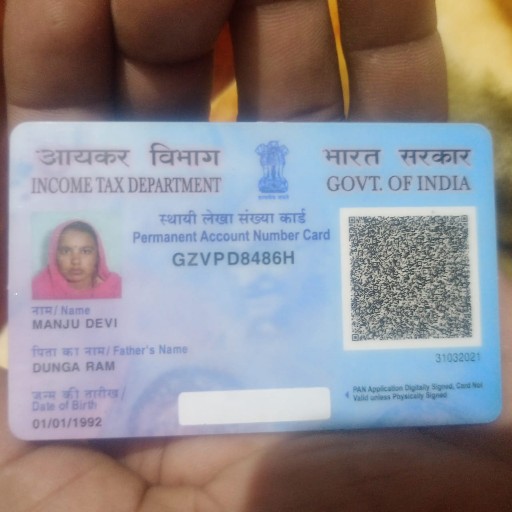 आयकर विभाग
INCOME TAX DEPARTMENT
भारत सरकार
GOVT. OF INDIA
स्थायी लेखा संख्या कार्ड
Permanent Account Number Card
GZVPD8486H
नाम/ Name
MANJU DEVI
पिता का नाम/ Father's Name
DUNGA RAM
जन्म की तारीख/
Date of Birth
01/01/1992
31032021
PAN Application Digitally Signed, Card Not
Valid unless Physically Signed